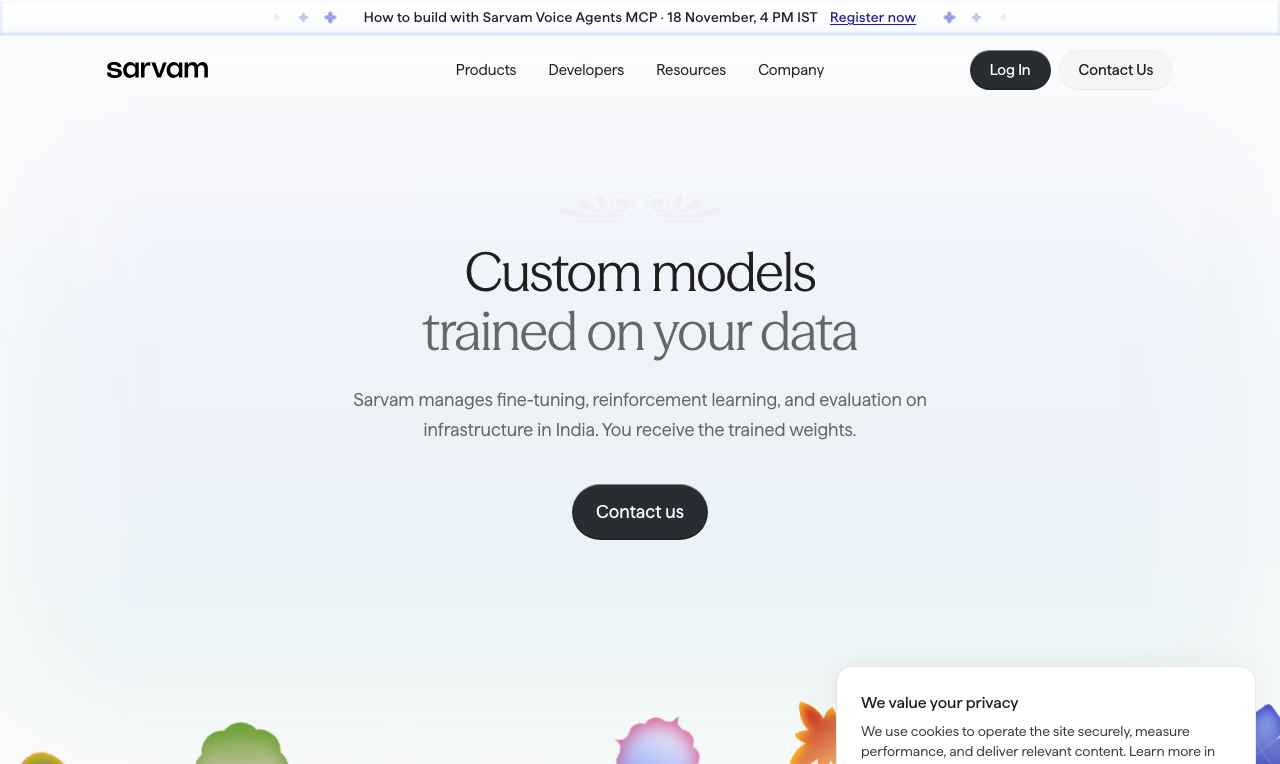 How to build with Sarvam Voice Agents MCP · 18 November, 4 PM IST Register now
sarvam
Products Developers Resources Company
Log In Contact Us
Custom models
trained on your data
Sarvam manages fine-tuning, reinforcement learning, and evaluation on
infrastructure in India. You receive the trained weights.
Contact us
We value your privacy
We use cookies to operate the site securely, measure
performance, and deliver relevant content. Learn more in